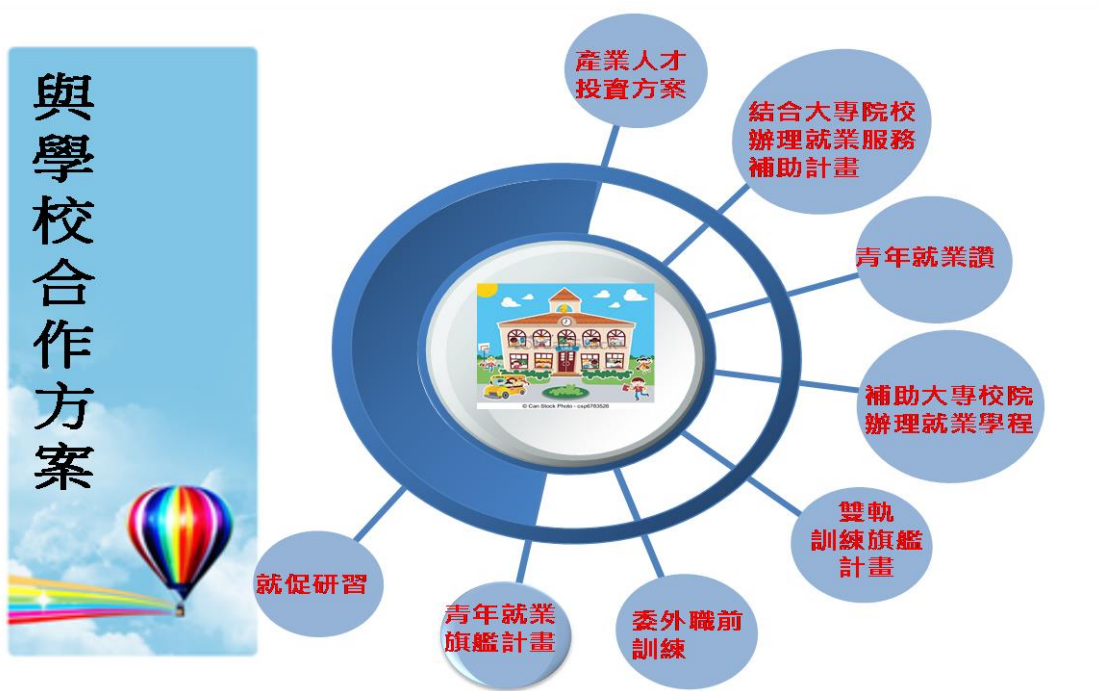 與學校合作方案
產業人才
投資方案
結合大專院校
辦理就業服務
補助計畫
青年就業讚
補助大專校院
辦理就業學程
雙軌
訓練旗艦
計畫
委外職前
訓練
青年就業
旗艦計畫
就促研習
© Can Stock Photo - csp6783526